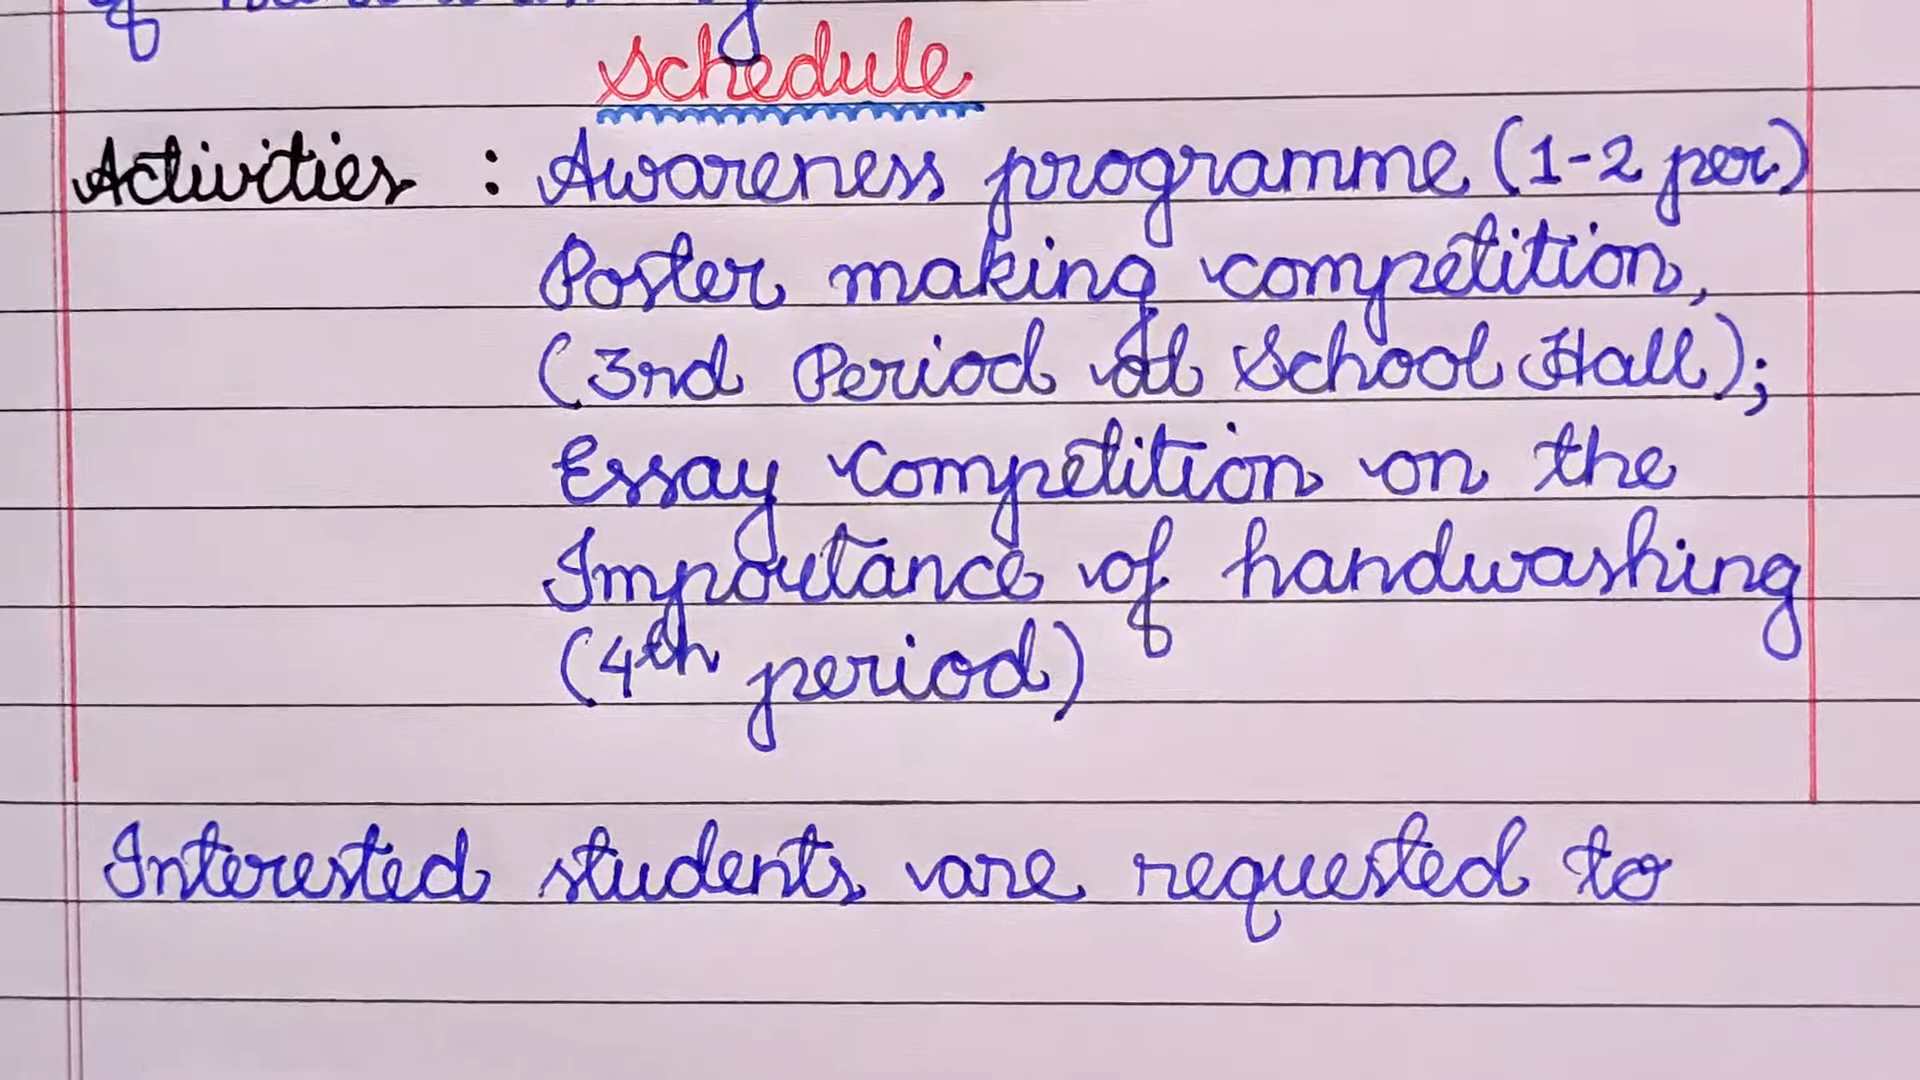 of
Schedule
Activities : Awareness programme (1-2 per)
Poster making competition,
(3rd Period at School Hall);
Essay competition on the
Importance of handwashing
(4th period)
Interested students are requested to